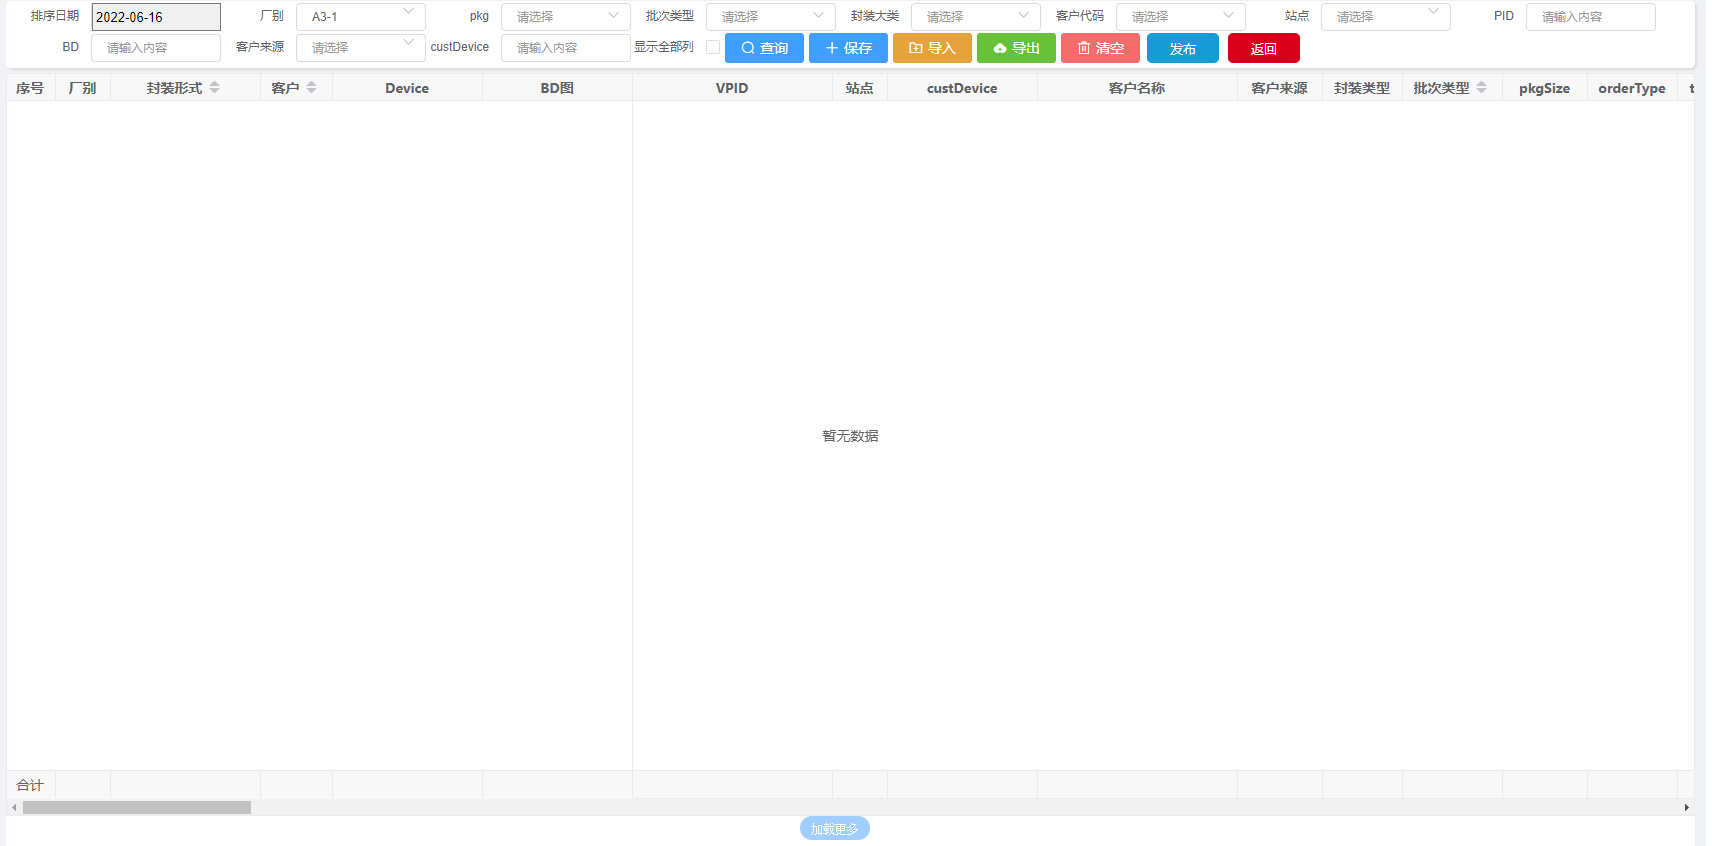 排序日期 2022-06-16 厂别 A3-1 pkg 请选择 批次类型 请选择 封装大类 请选择 客户代码 请选择 站点 请选择 PID 请输入内容
BD 请输入内容 客户来源 请选择 custDevice 请输入内容 显示全部列 查询 保存 导入 导出 清空 发布 返回
序号 厂别 封装形式 客户 Device BD图 VPID 站点 custDevice 客户名称 客户来源 封装类型 批次类型 pkgSize orderType t
暂无数据
合计
加载更多